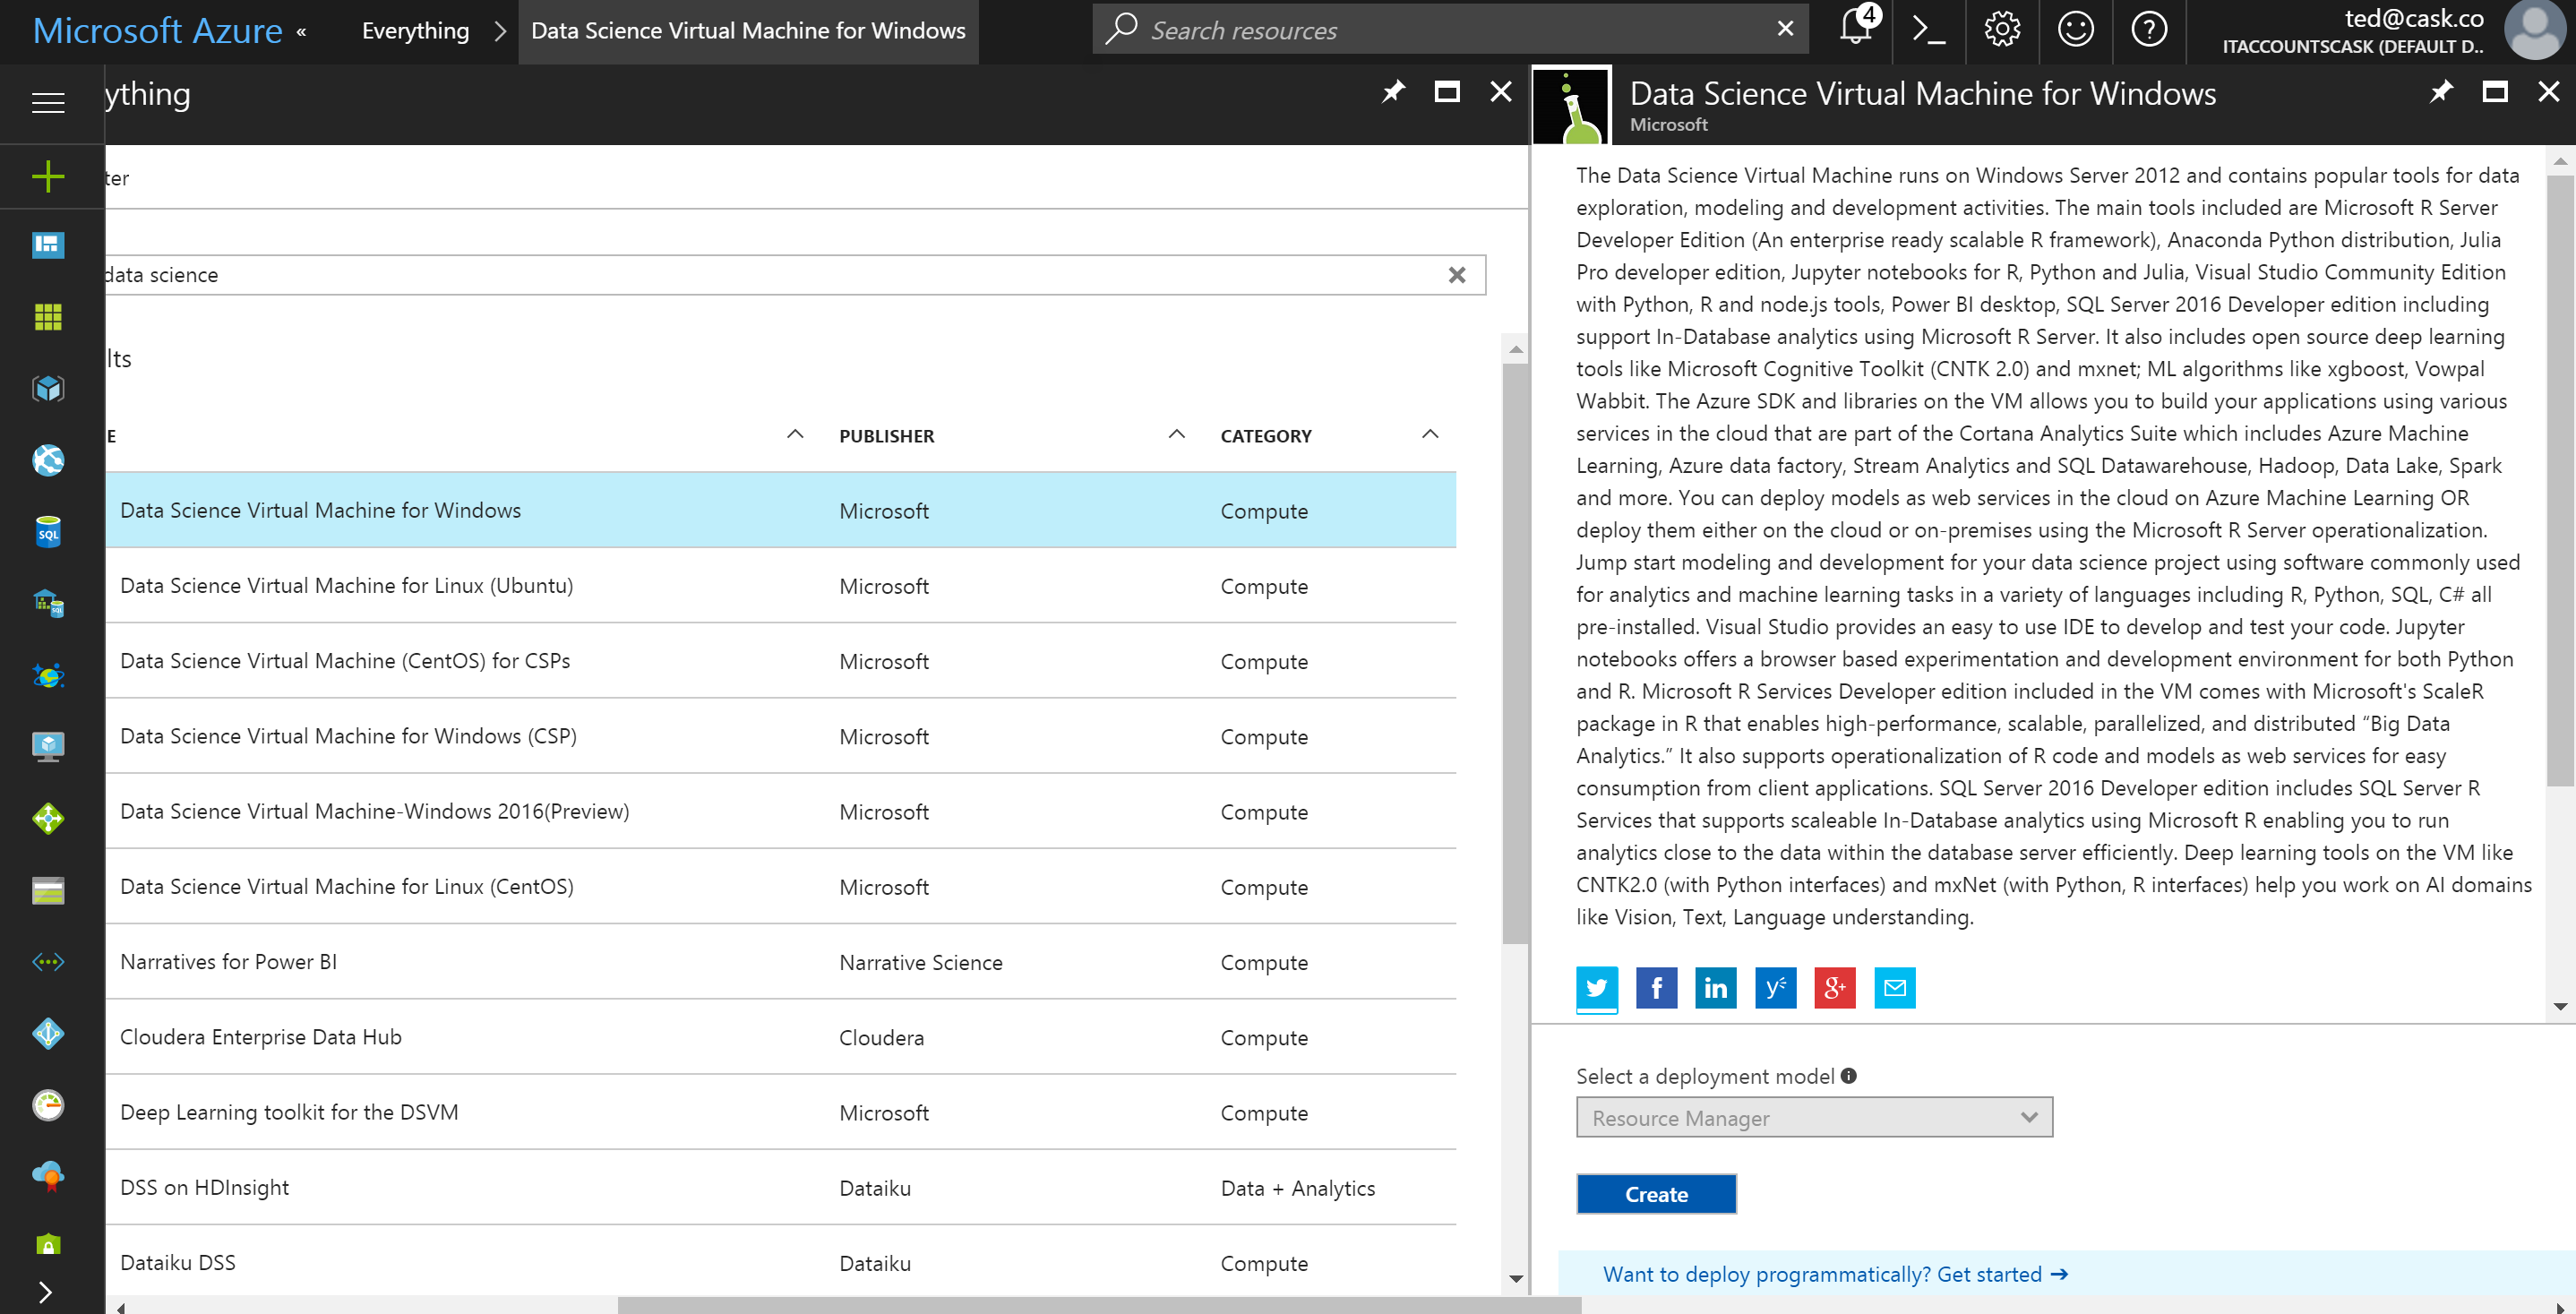 Microsoft Azure «
Everything
Data Science Virtual Machine for Windows
Search resources
4
ted@cask.co
ITACCOUNTSCASK (DEFAULT D..
ything
ter
data science
lts
E
PUBLISHER
CATEGORY
Data Science Virtual Machine for Windows Microsoft Compute
Data Science Virtual Machine for Linux (Ubuntu) Microsoft Compute
Data Science Virtual Machine (CentOS) for CSPs Microsoft Compute
Data Science Virtual Machine for Windows (CSP) Microsoft Compute
Data Science Virtual Machine-Windows 2016(Preview) Microsoft Compute
Data Science Virtual Machine for Linux (CentOS) Microsoft Compute
Narratives for Power BI Narrative Science Compute
Cloudera Enterprise Data Hub Cloudera Compute
Deep Learning toolkit for the DSVM Microsoft Compute
DSS on HDInsight Dataiku Data + Analytics
Dataiku DSS Dataiku Compute
SQL
SQL
Data Science Virtual Machine for Windows
Microsoft
The Data Science Virtual Machine runs on Windows Server 2012 and contains popular tools for data
exploration, modeling and development activities. The main tools included are Microsoft R Server
Developer Edition (An enterprise ready scalable R framework), Anaconda Python distribution, Julia
Pro developer edition, Jupyter notebooks for R, Python and Julia, Visual Studio Community Edition
with Python, R and node.js tools, Power BI desktop, SQL Server 2016 Developer edition including
support In-Database analytics using Microsoft R Server. It also includes open source deep learning
tools like Microsoft Cognitive Toolkit (CNTK 2.0) and mxnet; ML algorithms like xgboost, Vowpal
Wabbit. The Azure SDK and libraries on the VM allows you to build your applications using various
services in the cloud that are part of the Cortana Analytics Suite which includes Azure Machine
Learning, Azure data factory, Stream Analytics and SQL Datawarehouse, Hadoop, Data Lake, Spark
and more. You can deploy models as web services in the cloud on Azure Machine Learning OR
deploy them either on the cloud or on-premises using the Microsoft R Server operationalization.
Jump start modeling and development for your data science project using software commonly used
for analytics and machine learning tasks in a variety of languages including R, Python, SQL, C# all
pre-installed. Visual Studio provides an easy to use IDE to develop and test your code. Jupyter
notebooks offers a browser based experimentation and development environment for both Python
and R. Microsoft R Services Developer edition included in the VM comes with Microsoft's ScaleR
package in R that enables high-performance, scalable, parallelized, and distributed “Big Data
Analytics.” It also supports operationalization of R code and models as web services for easy
consumption from client applications. SQL Server 2016 Developer edition includes SQL Server R
Services that supports scaleable In-Database analytics using Microsoft R enabling you to run
analytics close to the data within the database server efficiently. Deep learning tools on the VM like
CNTK2.0 (with Python interfaces) and mxNet (with Python, R interfaces) help you work on AI domains
like Vision, Text, Language understanding.
f in y g+
Select a deployment model
Resource Manager
Create
Want to deploy programmatically? Get started →